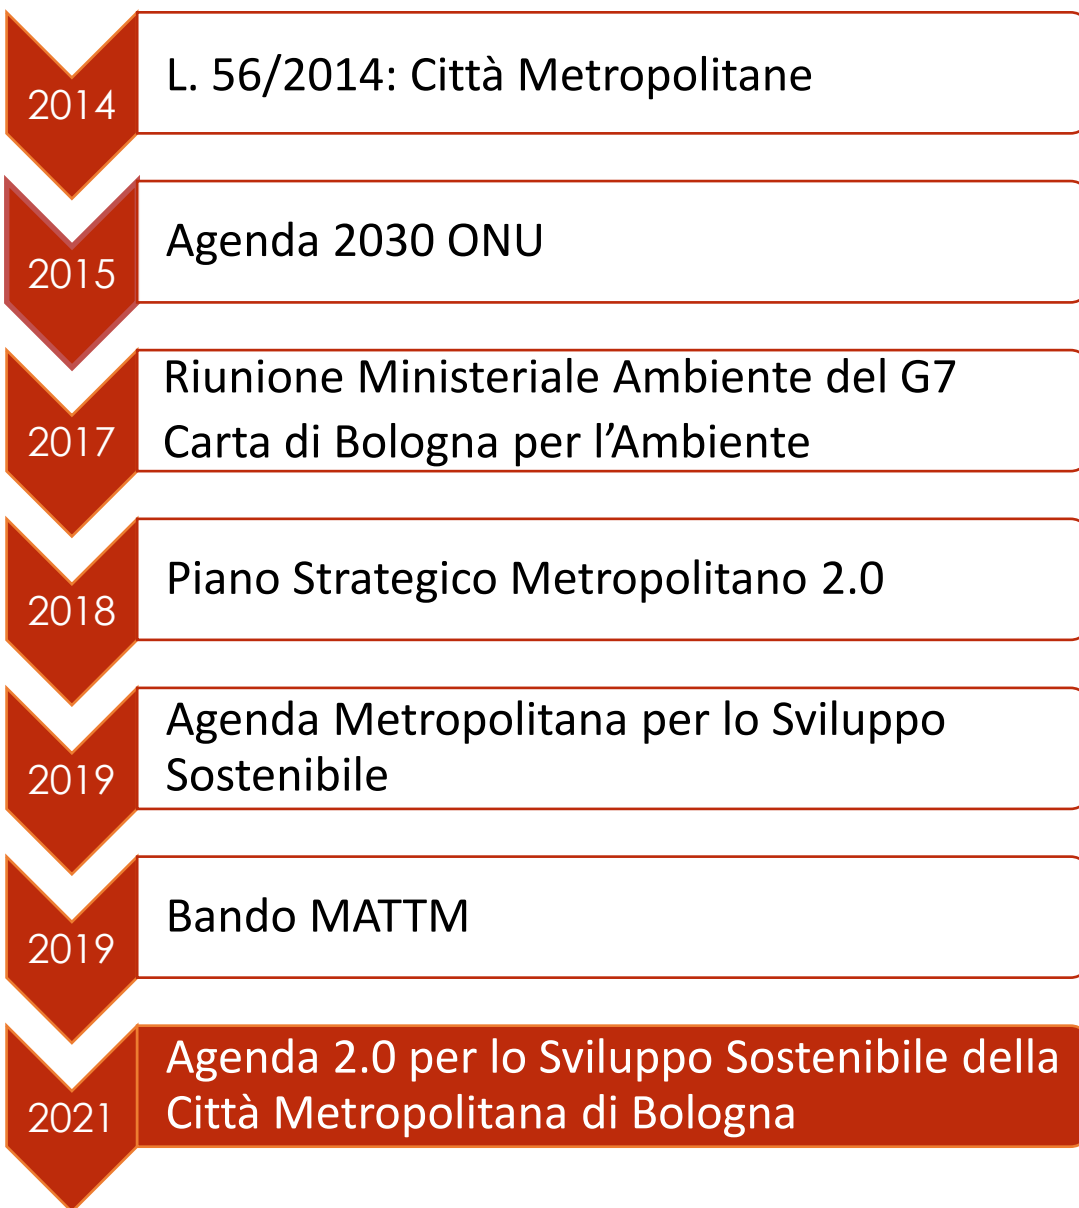 2014
L. 56/2014: Città Metropolitane
2015
Agenda 2030 ONU
2017
Riunione Ministeriale Ambiente del G7
Carta di Bologna per l’Ambiente
2018
Piano Strategico Metropolitano 2.0
2019
Agenda Metropolitana per lo Sviluppo
Sostenibile
2019
Bando MATTM
2021
Agenda 2.0 per lo Sviluppo Sostenibile della
Città Metropolitana di Bologna